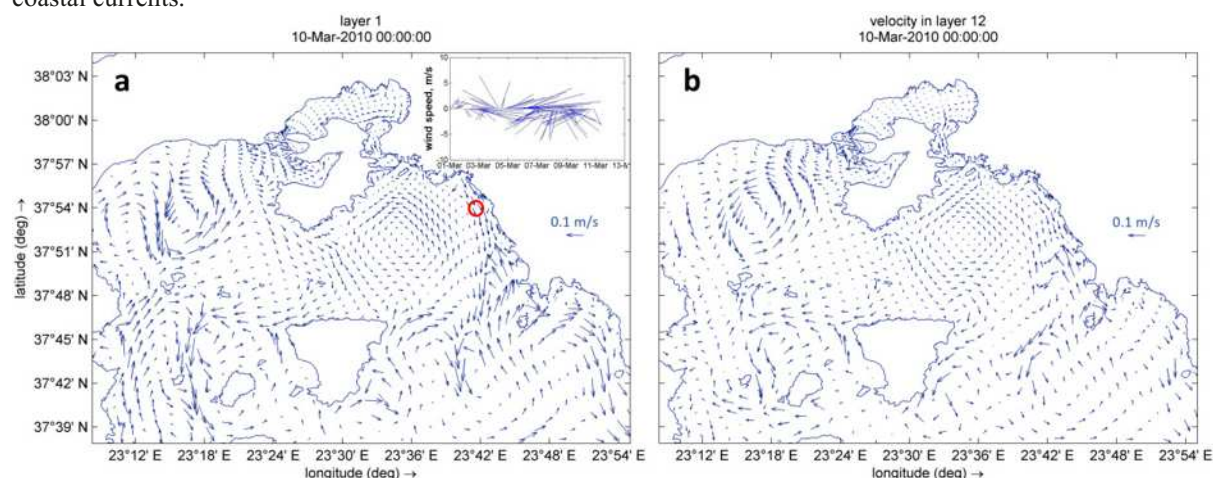 coastal currents.
layer 1
10-Mar-2010 00:00:00
a
wind speed, m/s
10
5
0
-5
-10
01-Mar 03-Mar 05-Mar 07-Mar 09-Mar 11-Mar 13-M
0.1 m/s
latitude (deg) →
38°03' N
38°00' N
37°57' N
37°54' N
37°51' N
37°48' N
37°45' N
37°42' N
37°39' N
23°12' E 23°18' E 23°24' E 23°30' E 23°36' E 23°42' E 23°48' E 23°54' E
longitude (deg) →
velocity in layer 12
10-Mar-2010 00:00:00
b
0.1 m/s
23°12' E 23°18' E 23°24' E 23°30' E 23°36' E 23°42' E 23°48' E 23°54' E
longitude (deg) →